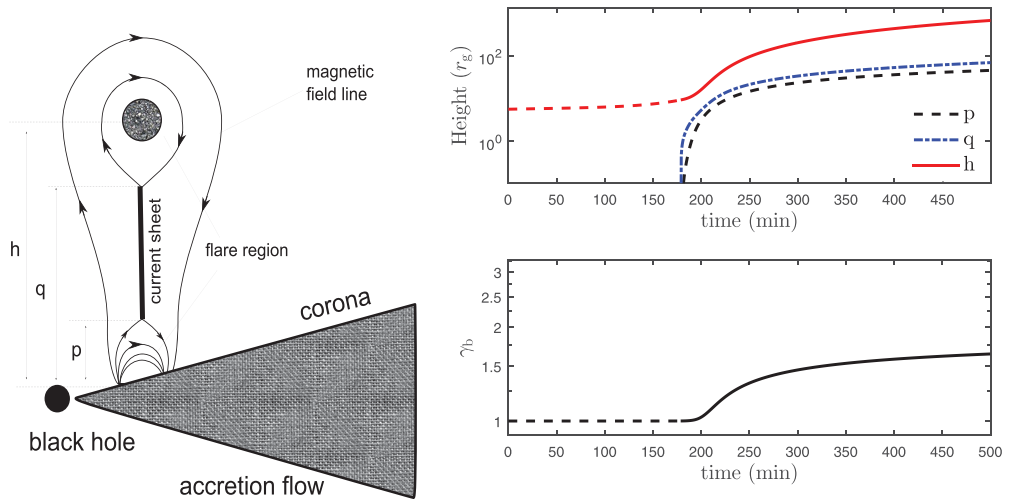 magnetic
field line
current sheet
flare region
h
q
p
corona
black hole
accretion flow
Height (r_g)
10^2
10^0
p
q
h
0 50 100 150 200 250 300 350 400 450
time (min)
γ_b
3
2.5
2
1.5
1
0 50 100 150 200 250 300 350 400 450 500
time (min)